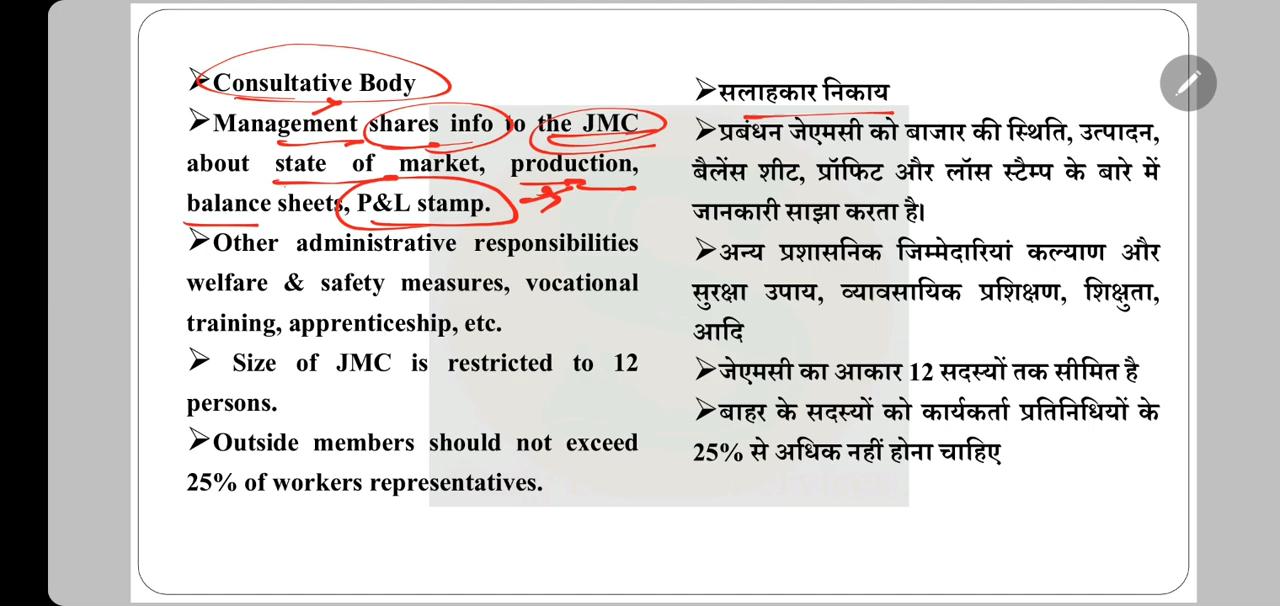 ➢Consultative Body
➢Management shares info to the JMC
about state of market, production,
balance sheets, P&L stamp.
➢Other administrative responsibilities
welfare & safety measures, vocational
training, apprenticeship, etc.
➢ Size of JMC is restricted to 12
persons.
➢Outside members should not exceed
25% of workers representatives.
➢सलाहकार निकाय
➢प्रबंधन जेएमसी को बाजार की स्थिति, उत्पादन,
बैलेंस शीट, प्रॉफिट और लॉस स्टैम्प के बारे में
जानकारी साझा करता है।
➢अन्य प्रशासनिक जिम्मेदारियां कल्याण और
सुरक्षा उपाय, व्यावसायिक प्रशिक्षण, शिक्षुता,
आदि
➢जेएमसी का आकार 12 सदस्यों तक सीमित है
➢बाहर के सदस्यों को कार्यकर्ता प्रतिनिधियों के
25% से अधिक नहीं होना चाहिए